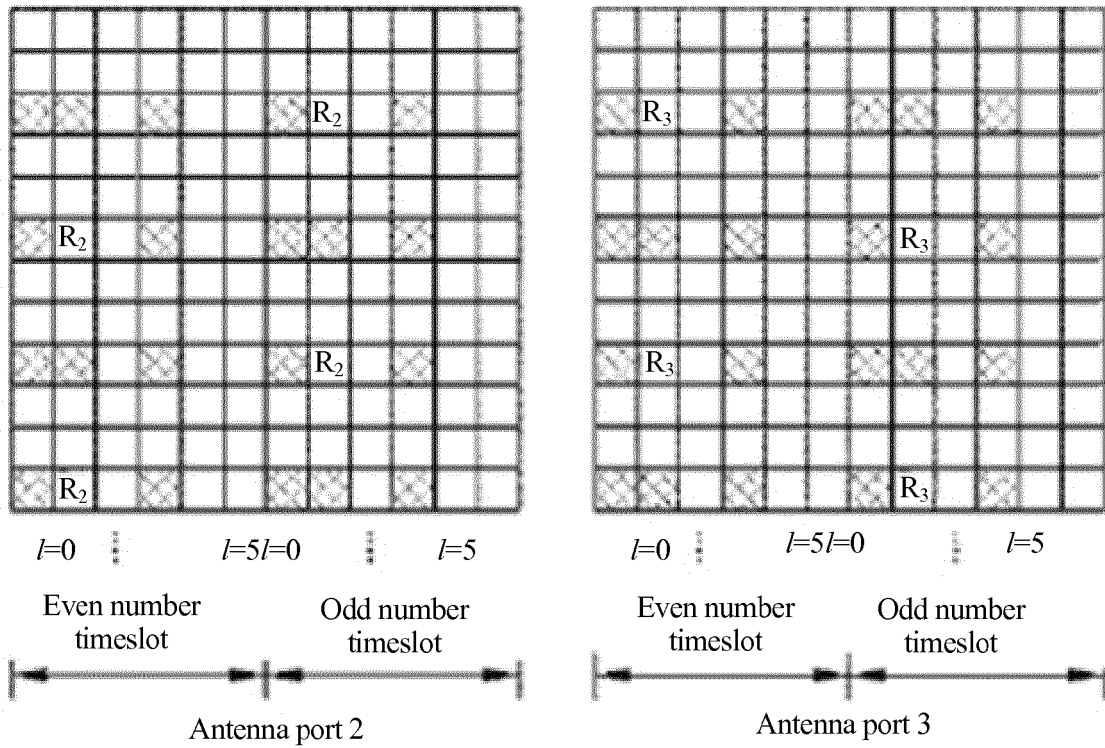 R₂ R₃
R₂ R₃
R₂ R₃
R₂ R₃
l=0 l=5l=0 l=5 l=0 l=5l=0 l=5
Even number timeslot Odd number timeslot Even number timeslot Odd number timeslot
Antenna port 2 Antenna port 3